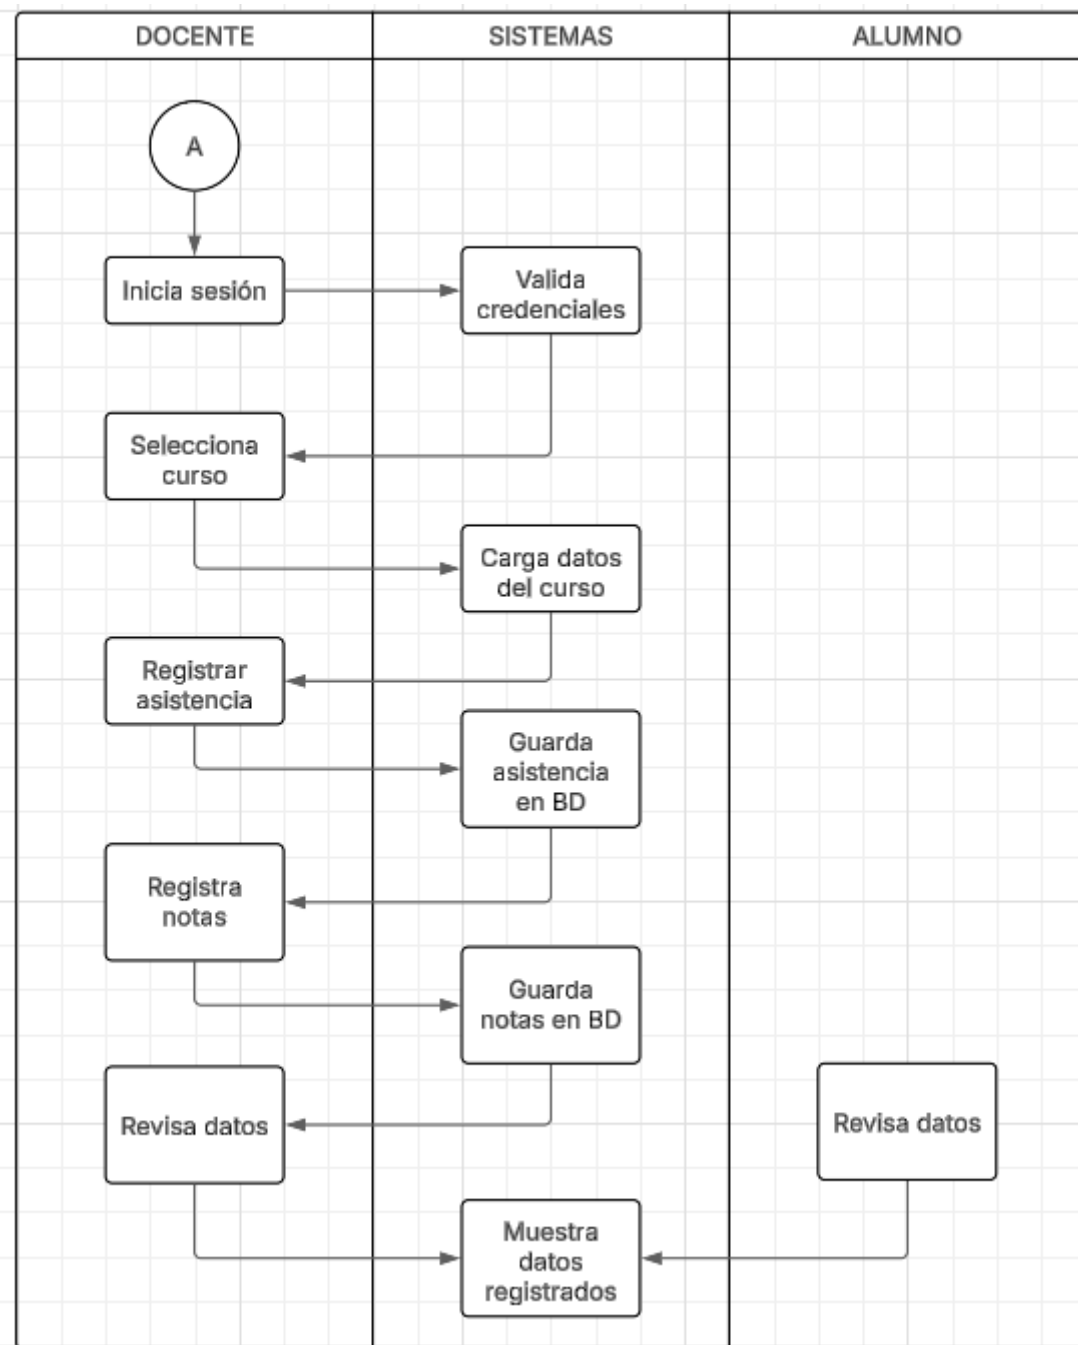 DOCENTE
SISTEMAS
ALUMNO
A
Inicia sesión
Valida
credenciales
Selecciona
curso
Carga datos
del curso
Registrar
asistencia
Guarda
asistencia
en BD
Registra
notas
Guarda
notas en BD
Revisa datos
Revisa datos
Muestra
datos
registrados